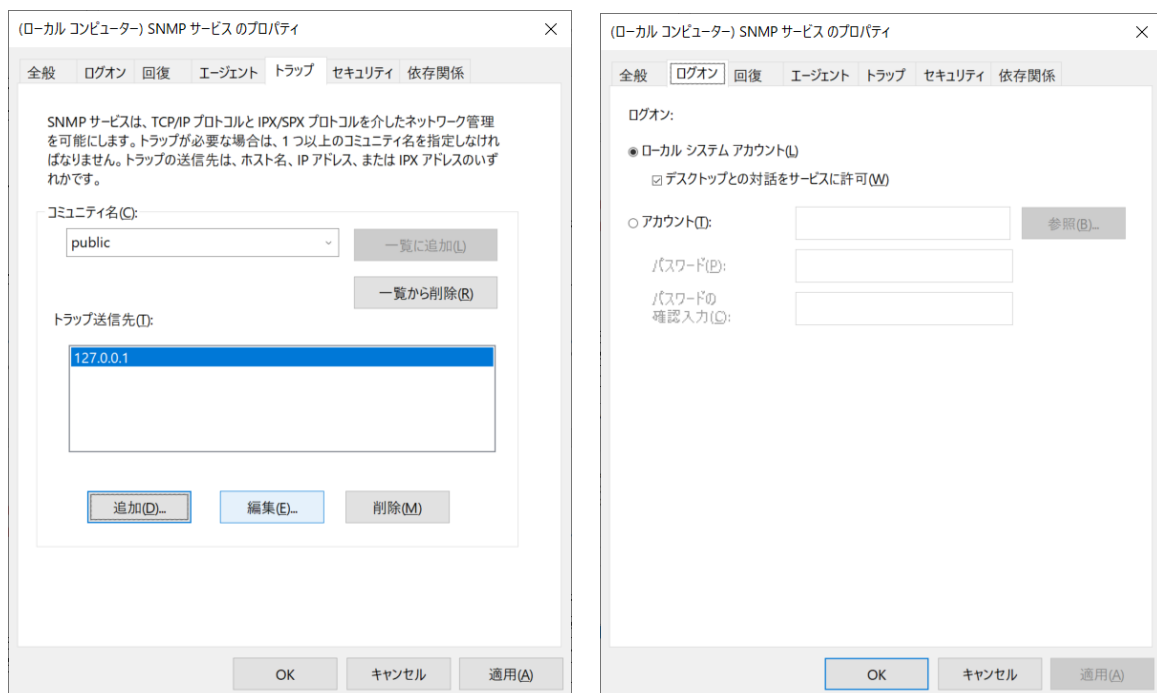 (ローカル コンピューター) SNMP サービス のプロパティ
全般 ログオン 回復 エージェント トラップ セキュリティ 依存関係
SNMP サービスは、TCP/IP プロトコルと IPX/SPX プロトコルを介したネットワーク管理
を可能にします。トラップが必要な場合は、1 つ以上のコミュニティ名を指定しなけれ
ばなりません。トラップの送信先は、ホスト名、IP アドレス、または IPX アドレスのいず
れかです。
コミュニティ名(C):
public
一覧に追加(L)
一覧から削除(R)
トラップ送信先(T):
127.0.0.1
追加(D)... 編集(E)... 削除(M)
OK キャンセル 適用(A)
(ローカル コンピューター) SNMP サービス のプロパティ
全般 ログオン 回復 エージェント トラップ セキュリティ 依存関係
ログオン:
ローカル システム アカウント(L)
デスクトップとの対話をサービスに許可(W)
アカウント(T):
参照(B)...
パスワード(P):
パスワードの
確認入力(C):
OK キャンセル 適用(A)